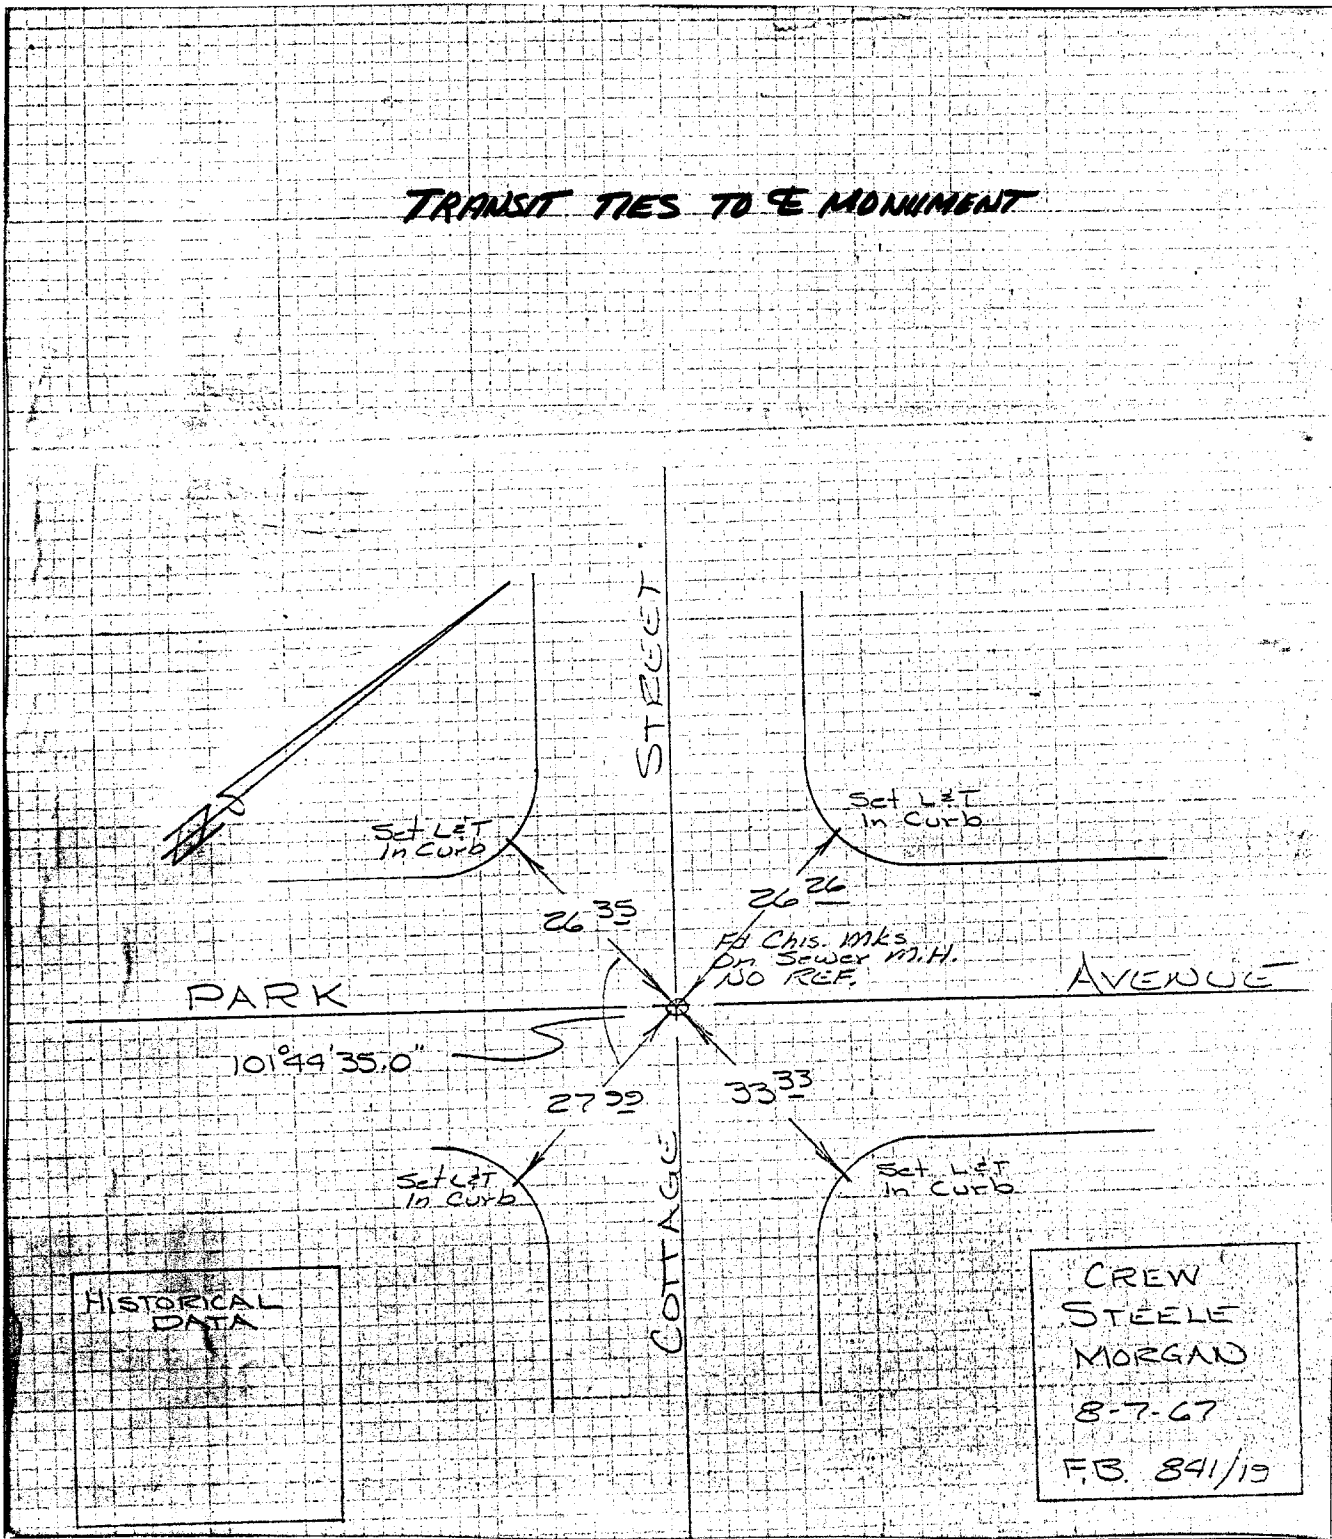 TRANSIT TIES TO ℄ MONUMENT
STREET
Set L&T
In Curb
Set L&T
In Curb
26 35
26 26
Fd Chis. Mks
On Sewer M.H.
NO REF.
PARK
AVENUE
101°44'35.0"
27 99
33 33
Set L&T
In Curb
Set L&T
In Curb
COTTAGE
HISTORICAL
DATA
CREW
STEELE
MORGAN
8-7-67
F.B. 841/19